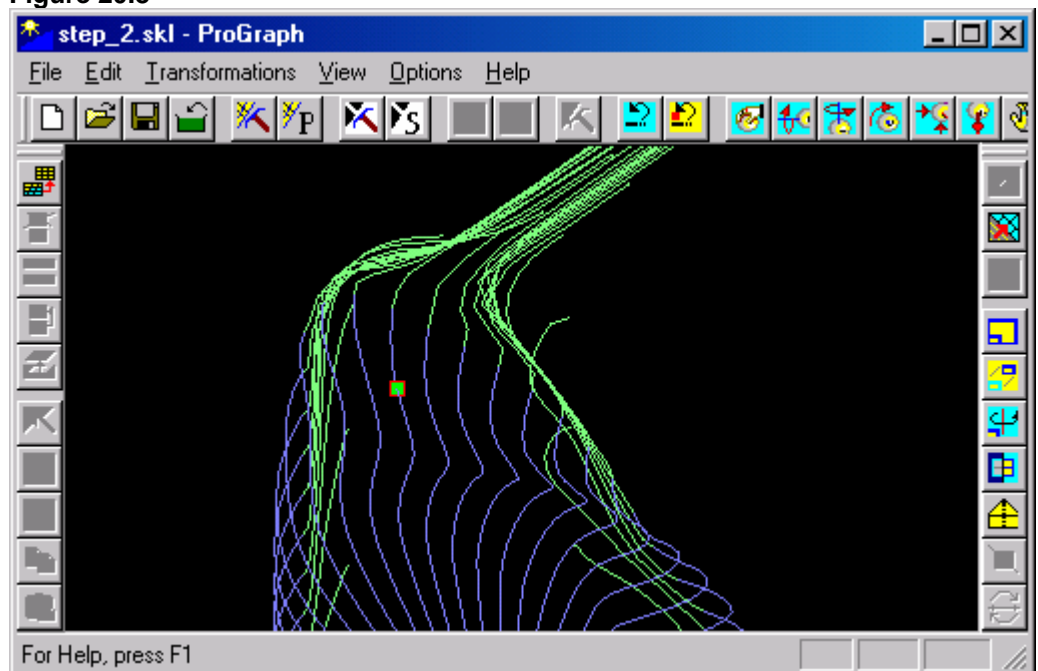 step_2.skl - ProGraph
File Edit Transformations View Options Help
P S
For Help, press F1